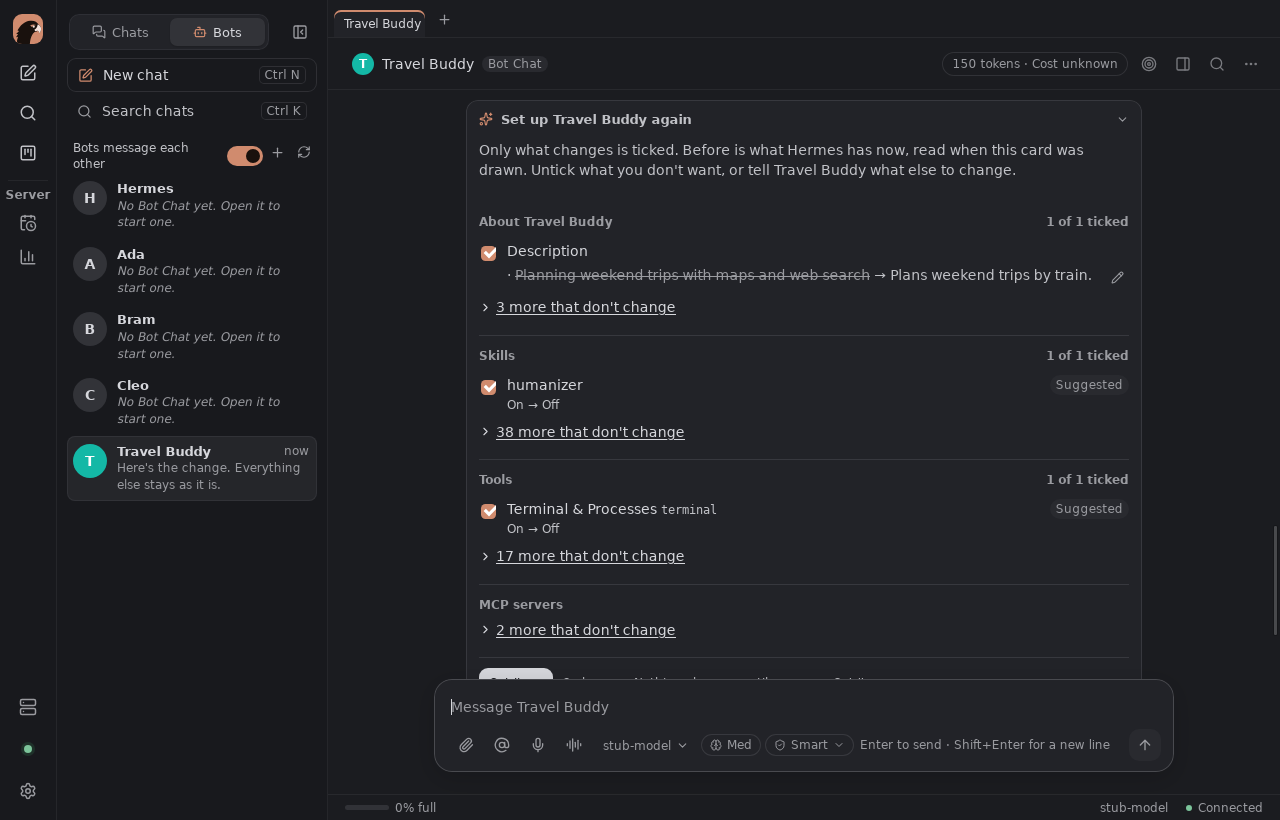 Chats
Bots
New chat
Ctrl N
Search chats
Ctrl K
Bots message each other
Server
H
Hermes
No Bot Chat yet. Open it to start one.
A
Ada
No Bot Chat yet. Open it to start one.
B
Bram
No Bot Chat yet. Open it to start one.
C
Cleo
No Bot Chat yet. Open it to start one.
T
Travel Buddy
now
Here's the change. Everything else stays as it is.
Travel Buddy
T
Travel Buddy
Bot Chat
150 tokens · Cost unknown
Set up Travel Buddy again
Only what changes is ticked. Before is what Hermes has now, read when this card was
drawn. Untick what you don't want, or tell Travel Buddy what else to change.
About Travel Buddy
1 of 1 ticked
Description
· Planning weekend trips with maps and web search → Plans weekend trips by train.
3 more that don't change
Skills
1 of 1 ticked
humanizer
Suggested
On → Off
38 more that don't change
Tools
1 of 1 ticked
Terminal & Processes terminal
Suggested
On → Off
17 more that don't change
MCP servers
2 more that don't change
Message Travel Buddy
stub-model
Med
Smart
Enter to send · Shift+Enter for a new line
0% full
stub-model
Connected